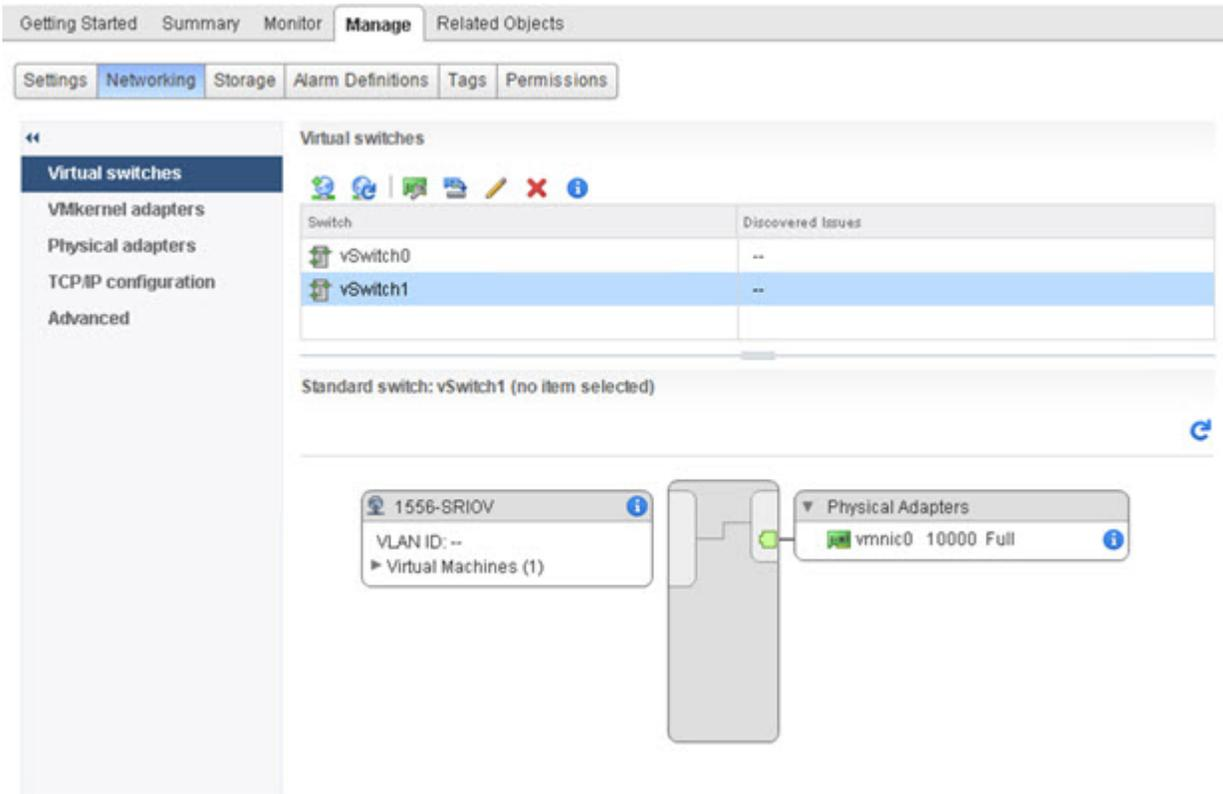 Getting Started Summary Monitor Manage Related Objects
Settings Networking Storage Alarm Definitions Tags Permissions
Virtual switches
VMkernel adapters
Physical adapters
TCP/IP configuration
Advanced
Virtual switches
Switch Discovered Issues
vSwitch0 --
vSwitch1 --
Standard switch: vSwitch1 (no item selected)
1556-SRIOV
VLAN ID: --
Virtual Machines (1)
Physical Adapters
vmnic0 10000 Full